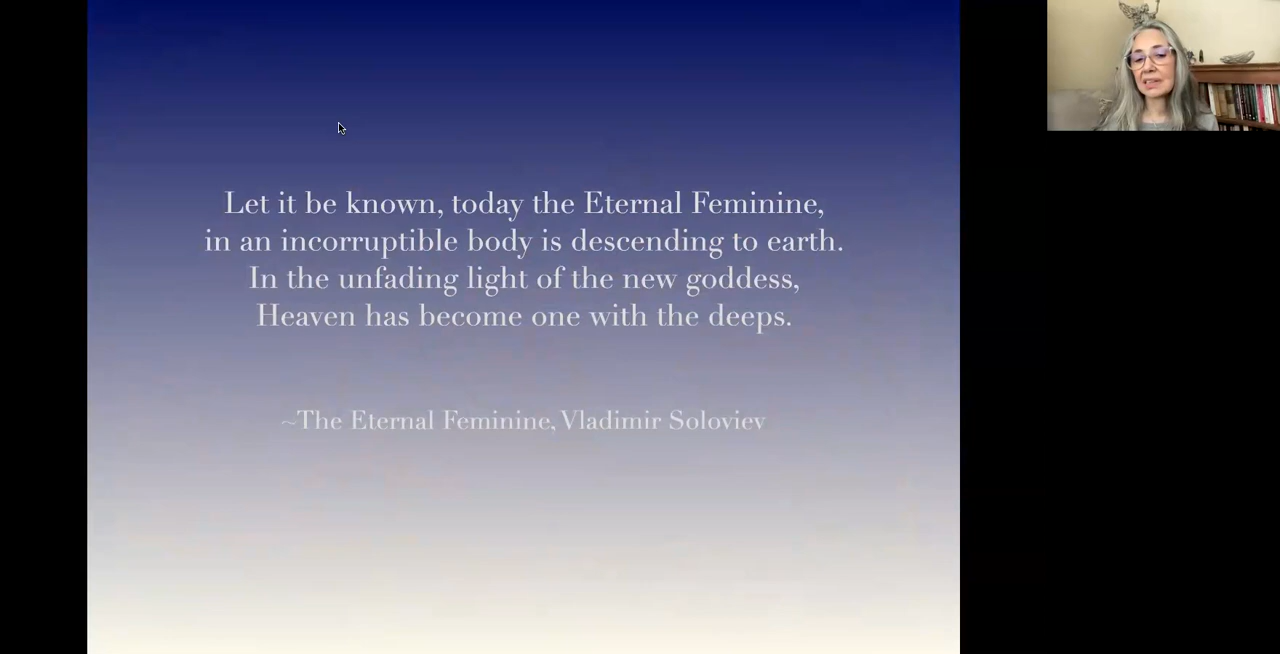 Let it be known, today the Eternal Feminine,
in an incorruptible body is descending to earth.
In the unfading light of the new goddess,
Heaven has become one with the deeps.
~The Eternal Feminine, Vladimir Soloviev